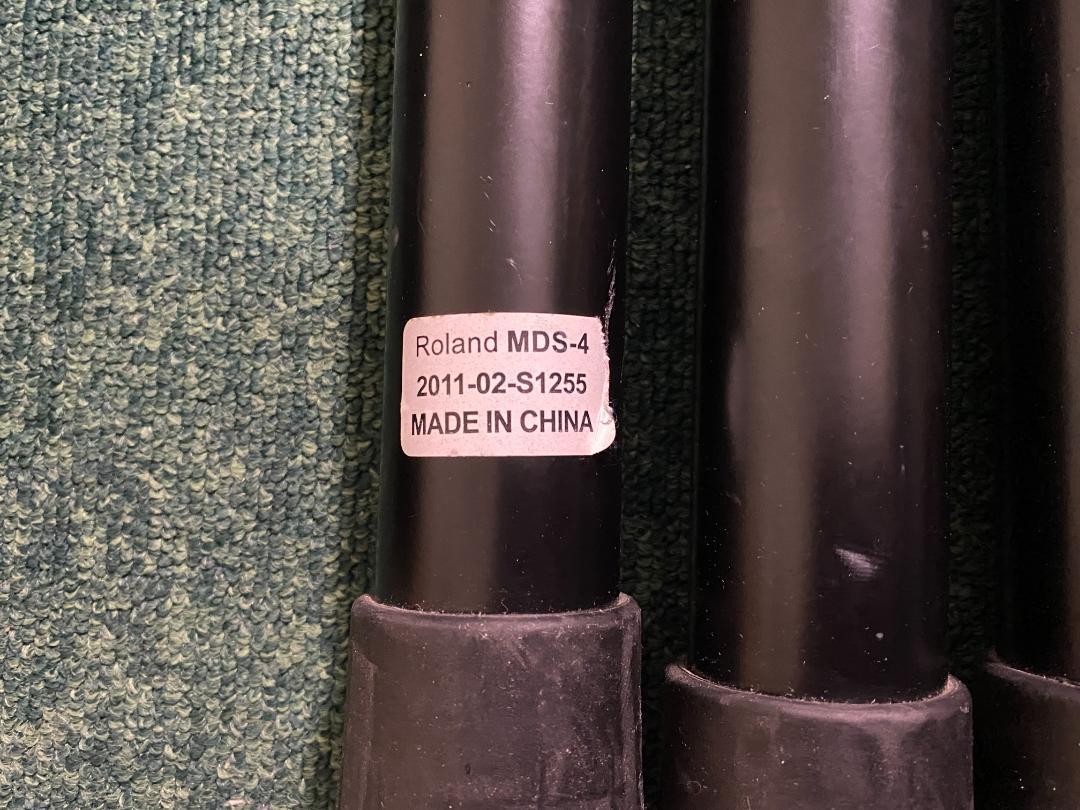 Roland MDS-4
2011-02-S1255
MADE IN CHINA